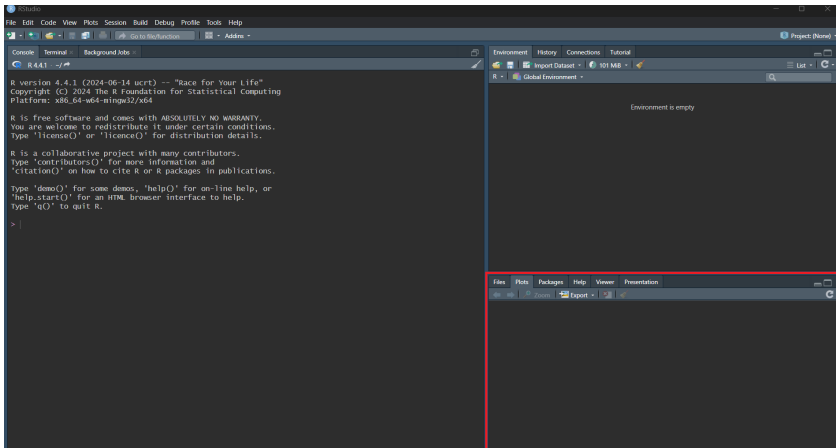 RStudio
File Edit Code View Plots Session Build Debug Profile Tools Help
Go to file/function Addins
Project: (None)
Console Terminal Background Jobs
R 4.4.1 · ~/
R version 4.4.1 (2024-06-14 ucrt) -- "Race for Your Life"
Copyright (C) 2024 The R Foundation for Statistical Computing
Platform: x86_64-w64-mingw32/x64
R is free software and comes with ABSOLUTELY NO WARRANTY.
You are welcome to redistribute it under certain conditions.
Type 'license()' or 'licence()' for distribution details.
R is a collaborative project with many contributors.
Type 'contributors()' for more information and
'citation()' on how to cite R or R packages in publications.
Type 'demo()' for some demos, 'help()' for on-line help, or
'help.start()' for an HTML browser interface to help.
Type 'q()' to quit R.
>
Environment History Connections Tutorial
Import Dataset 101 MiB List
R Global Environment
Environment is empty
Files Plots Packages Help Viewer Presentation
Zoom Export